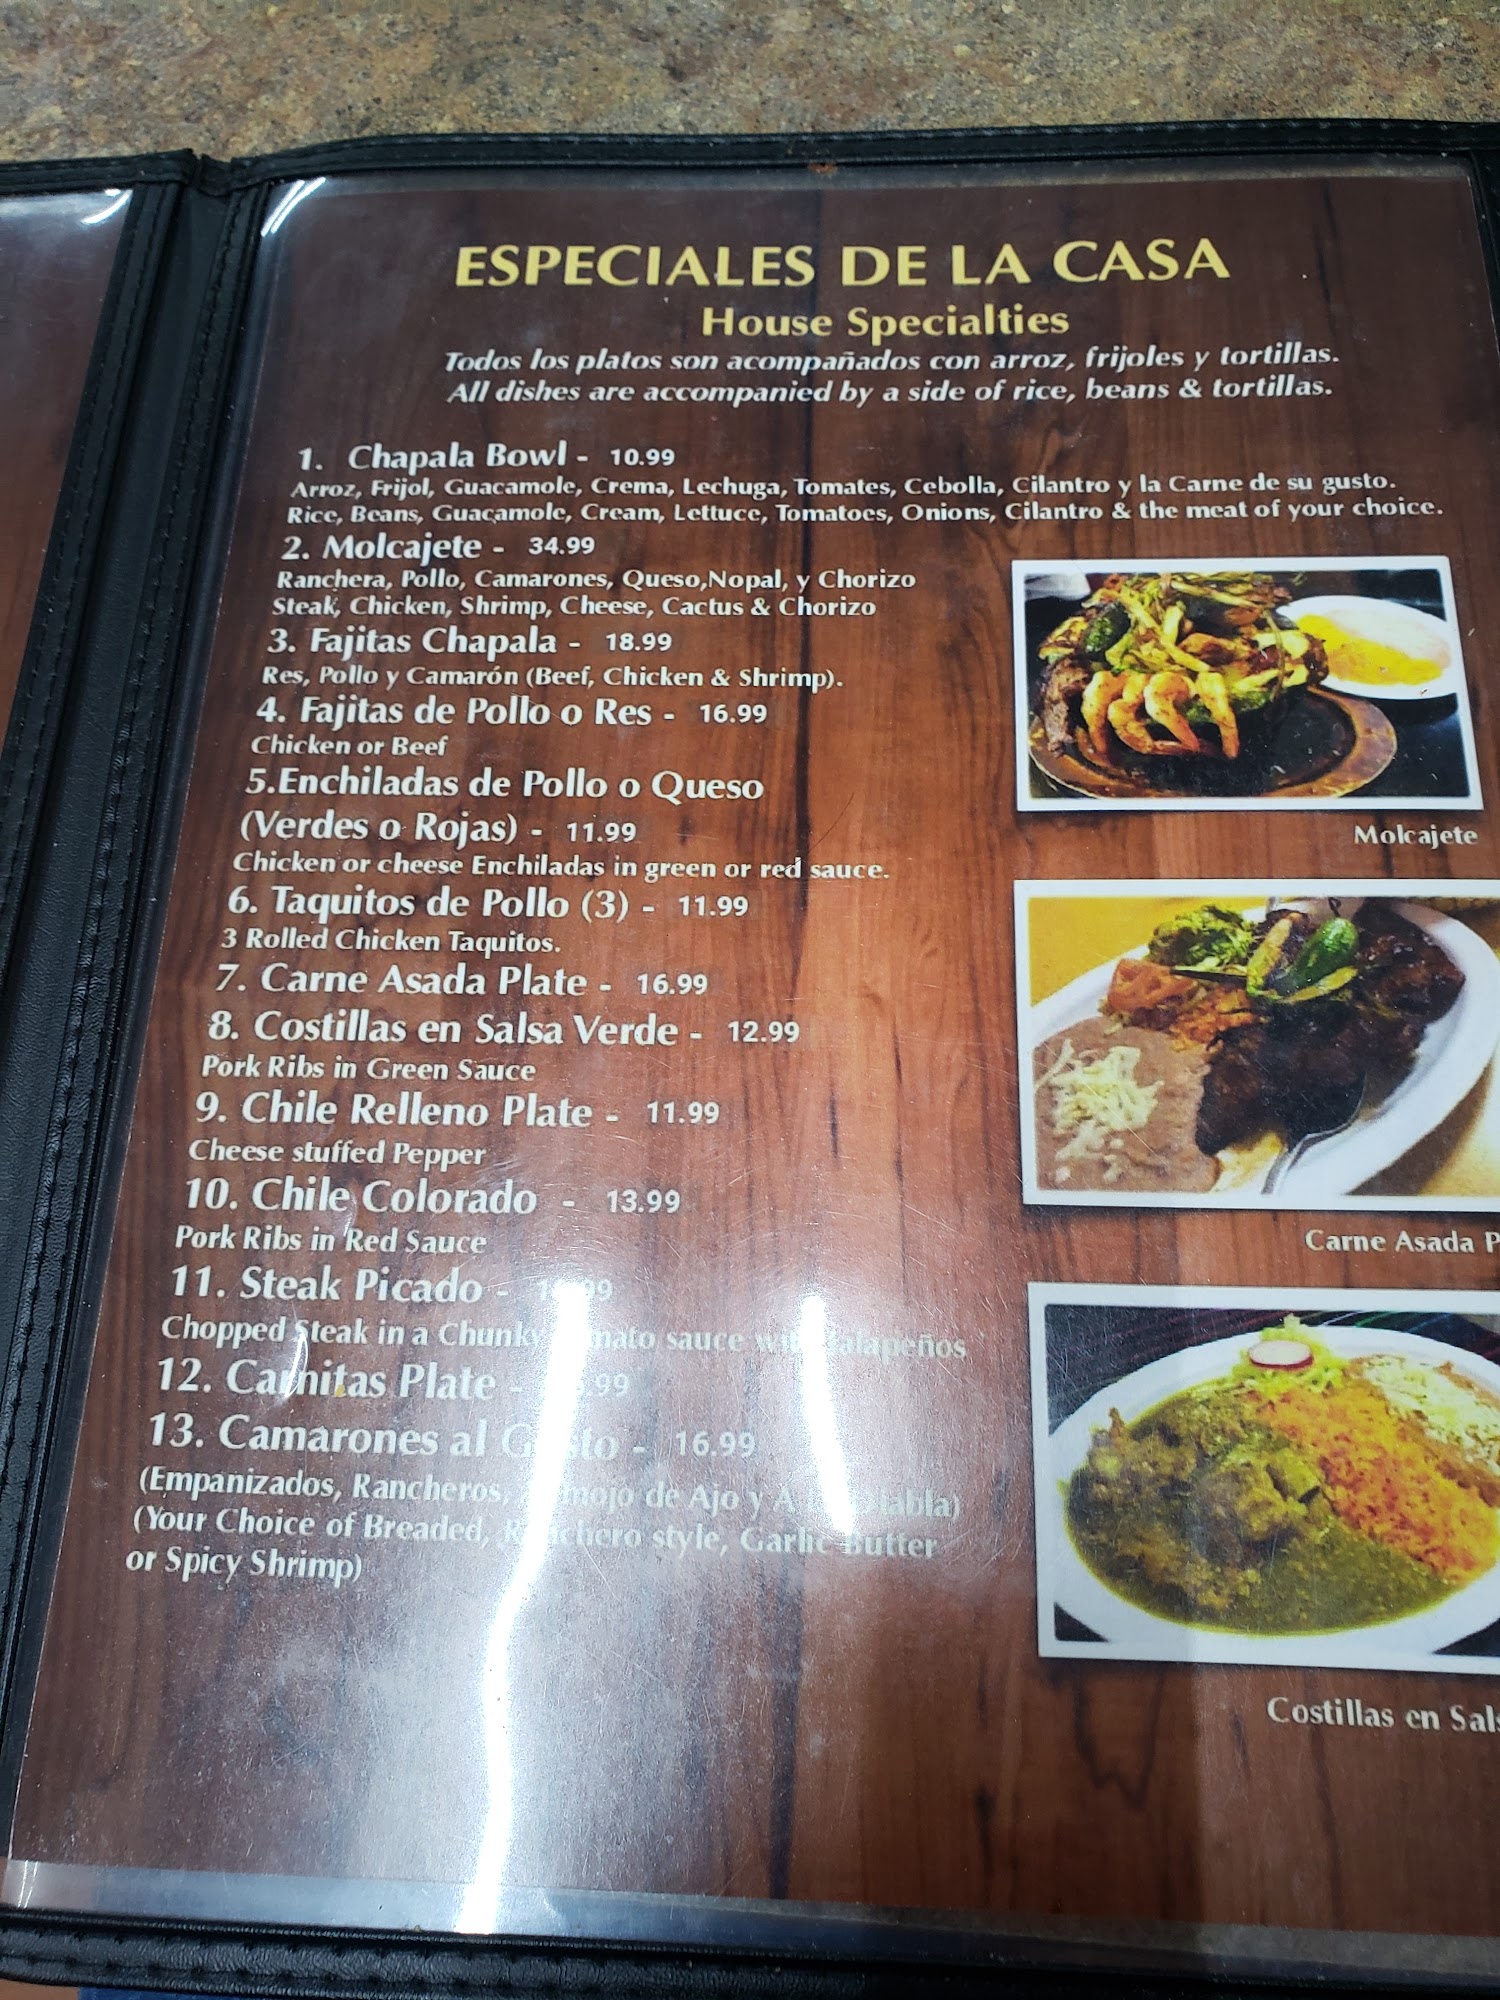 ESPECIALES DE LA CASA
House Specialties
Todos los platos son acompañados con arroz, frijoles y tortillas.
All dishes are accompanied by a side of rice, beans & tortillas.
1. Chapala Bowl - 10.99
Arroz, Frijol, Guacamole, Crema, Lechuga, Tomates, Cebolla, Cilantro y la Carne de su gusto.
Rice, Beans, Guacamole, Cream, Lettuce, Tomatoes, Onions, Cilantro & the meat of your choice.
2. Molcajete - 34.99
Ranchera, Pollo, Camarones, Queso,Nopal, y Chorizo
Steak, Chicken, Shrimp, Cheese, Cactus & Chorizo
3. Fajitas Chapala - 18.99
Res, Pollo y Camarón (Beef, Chicken & Shrimp).
4. Fajitas de Pollo o Res - 16.99
Chicken or Beef
5.Enchiladas de Pollo o Queso
(Verdes o Rojas) - 11.99
Chicken or cheese Enchiladas in green or red sauce.
6. Taquitos de Pollo (3) - 11.99
3 Rolled Chicken Taquitos.
7. Carne Asada Plate - 16.99
8. Costillas en Salsa Verde - 12.99
Pork Ribs in Green Sauce
9. Chile Relleno Plate - 11.99
Cheese stuffed Pepper
10. Chile Colorado - 13.99
Pork Ribs in Red Sauce
11. Steak Picado -
Chopped Steak in a Chunky Tomato sauce with Jalapeños
12. Carnitas Plate -
13. Camarones al Gusto - 16.99
(Empanizados, Rancheros, de Ajo y A
(Your Choice of Breaded, Ranchero style, Garlic Butter
or Spicy Shrimp)
Molcajete
Carne Asada P
Costillas en Sals